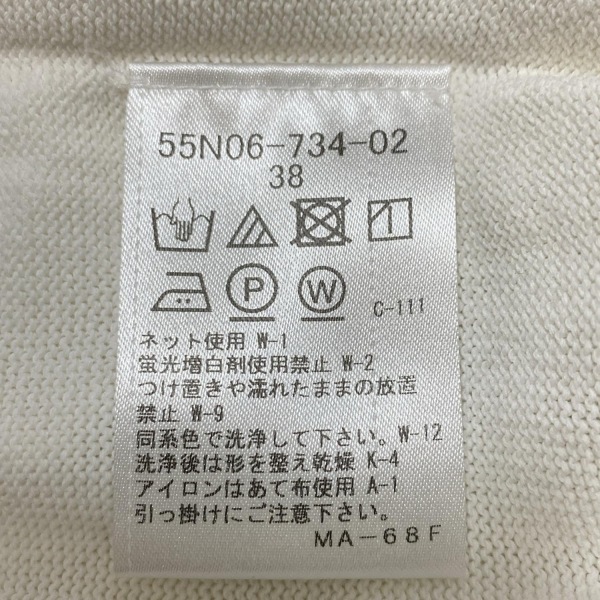 55N06-734-02
38
P W C-111
ネット使用 W-1
蛍光増白剤使用禁止 W-2
つけ置きや濡れたままの放置
禁止 W-9
同系色で洗浄して下さい。W-12
洗浄後は形を整え乾燥 K-4
アイロンはあて布使用 A-1
引っ掛けにご注意下さい。
MA-68F